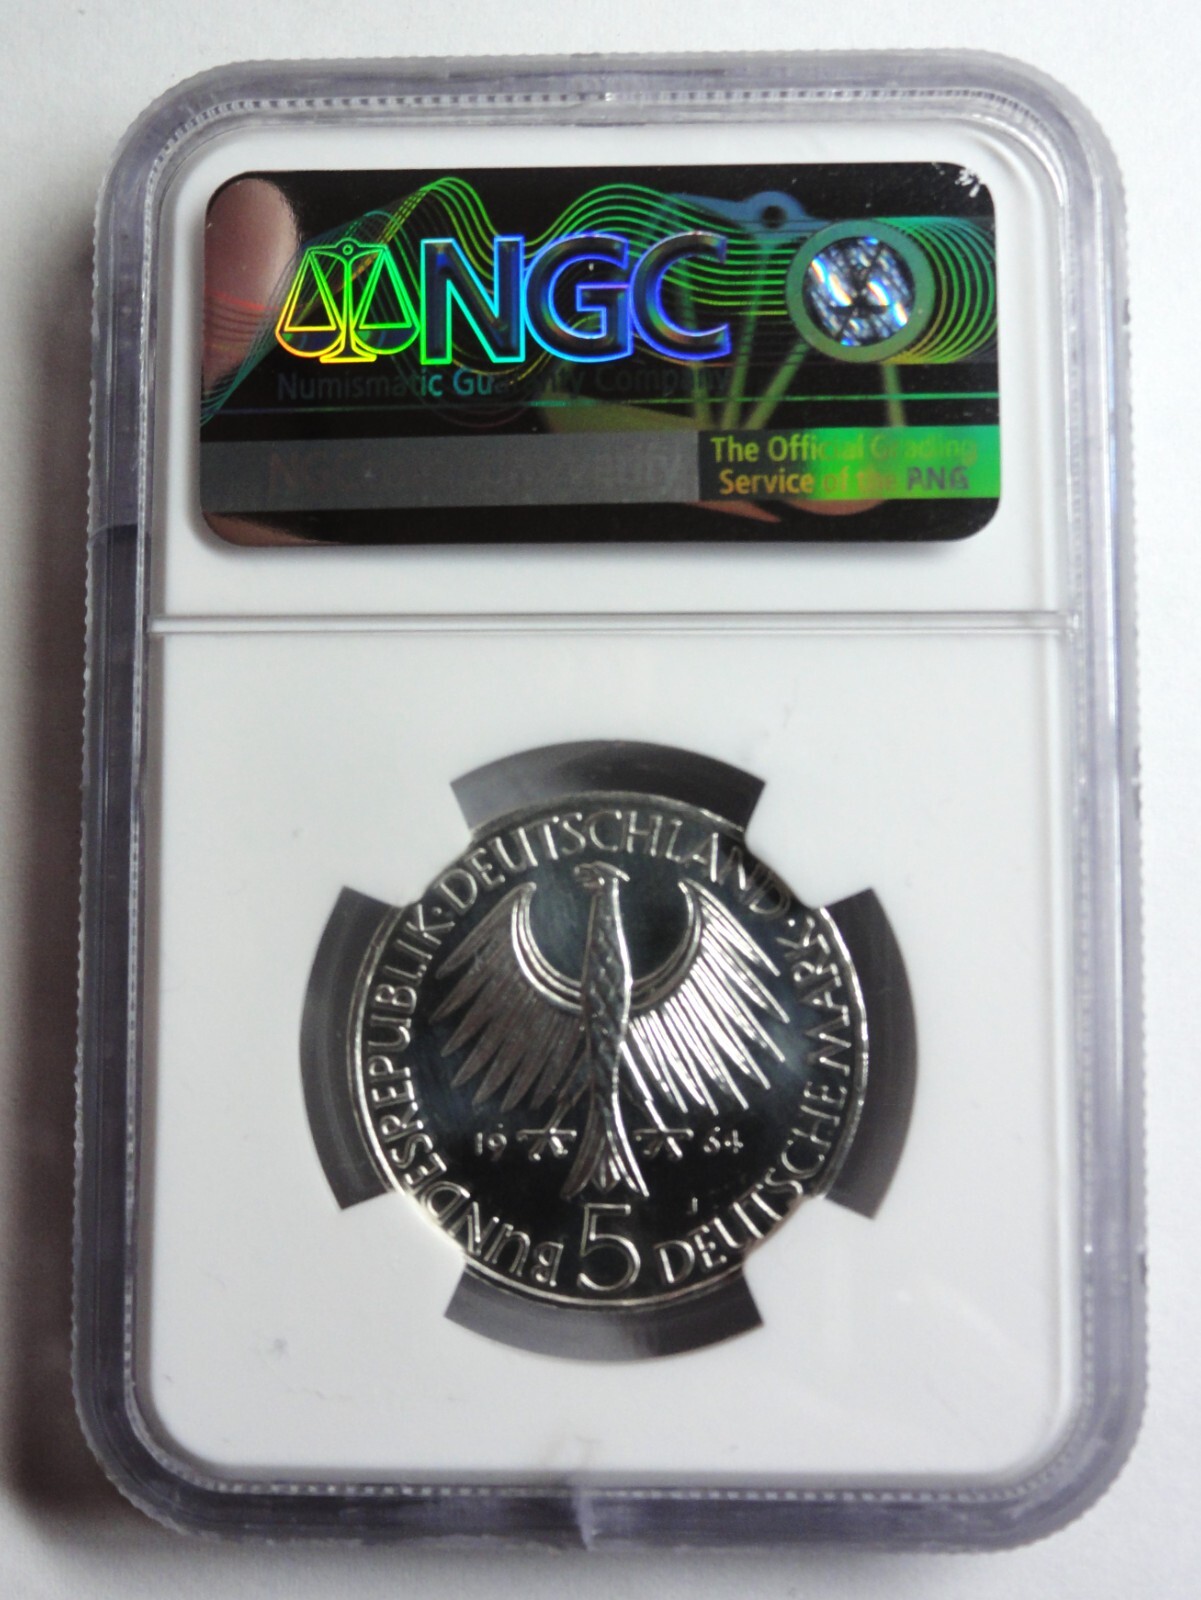 NGC
Numismatic Guaranty Company
The Official Grading
Service of the PNG
BUNDESREPUBLIK · DEUTSCHLAND ·
19 64
J
5 DEUTSCHE MARK